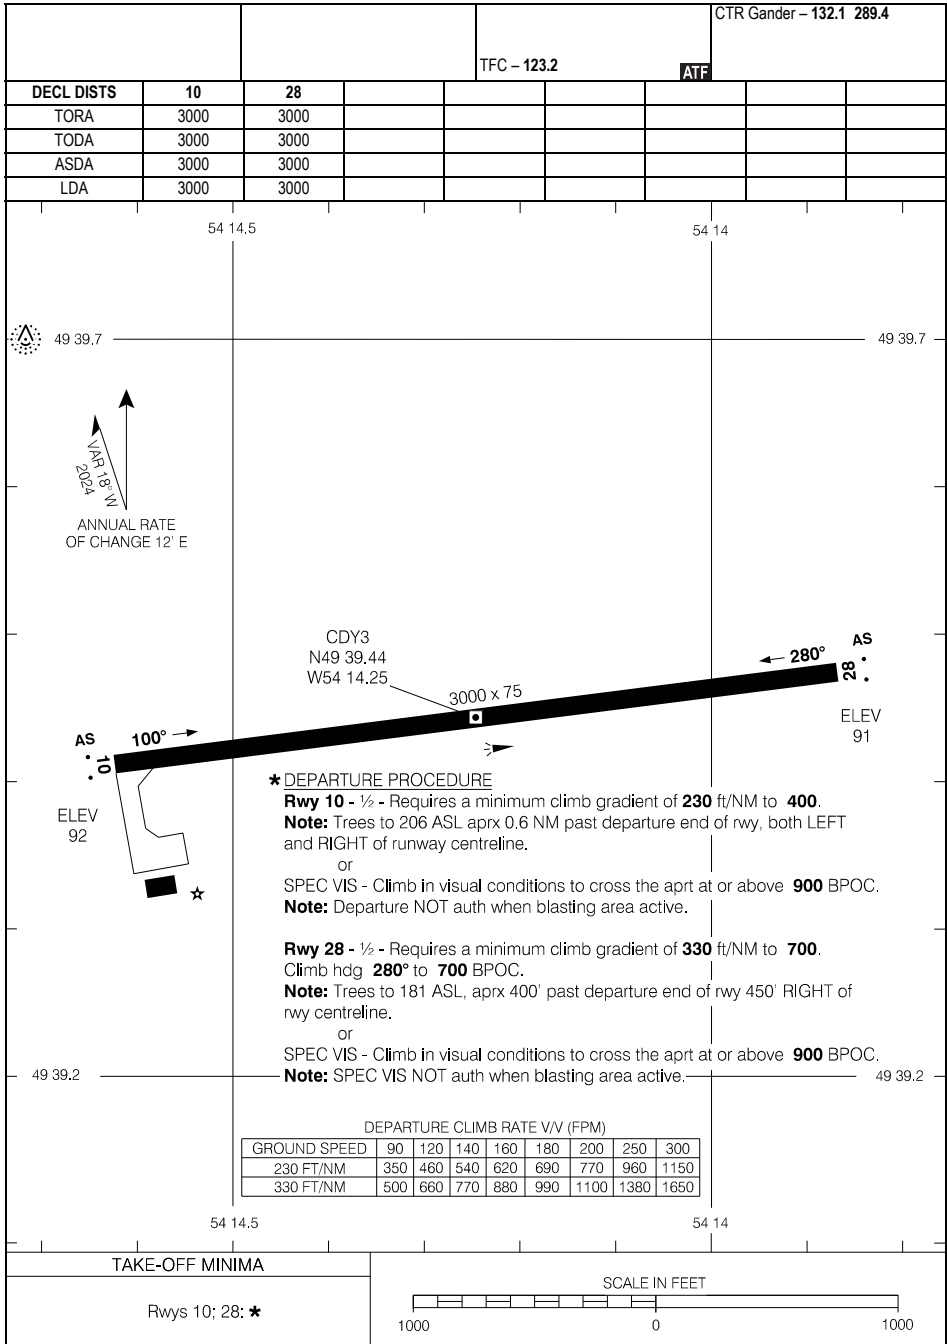 CTR Gander – 132.1 289.4
TFC – 123.2
ATF
DECL DISTS 10 28
TORA 3000 3000
TODA 3000 3000
ASDA 3000 3000
LDA 3000 3000
54 14.5 54 14
49 39.7 49 39.7
VAR 18° W
2024
ANNUAL RATE
OF CHANGE 12' E
CDY3
N49 39.44
W54 14.25
3000 x 75
280°
AS
28
ELEV
91
AS
10
100°
ELEV
92
* DEPARTURE PROCEDURE
Rwy 10 - ½ - Requires a minimum climb gradient of 230 ft/NM to 400.
Note: Trees to 206 ASL aprx 0.6 NM past departure end of rwy, both LEFT
and RIGHT of runway centreline.
or
SPEC VIS - Climb in visual conditions to cross the aprt at or above 900 BPOC.
Note: Departure NOT auth when blasting area active.
Rwy 28 - ½ - Requires a minimum climb gradient of 330 ft/NM to 700.
Climb hdg 280° to 700 BPOC.
Note: Trees to 181 ASL, aprx 400' past departure end of rwy 450' RIGHT of
rwy centreline.
or
SPEC VIS - Climb in visual conditions to cross the aprt at or above 900 BPOC.
Note: SPEC VIS NOT auth when blasting area active.
49 39.2 49 39.2
DEPARTURE CLIMB RATE V/V (FPM)
GROUND SPEED 90 120 140 160 180 200 250 300
230 FT/NM 350 460 540 620 690 770 960 1150
330 FT/NM 500 660 770 880 990 1100 1380 1650
54 14.5 54 14
TAKE-OFF MINIMA
Rwys 10; 28: *
SCALE IN FEET
1000 0 1000